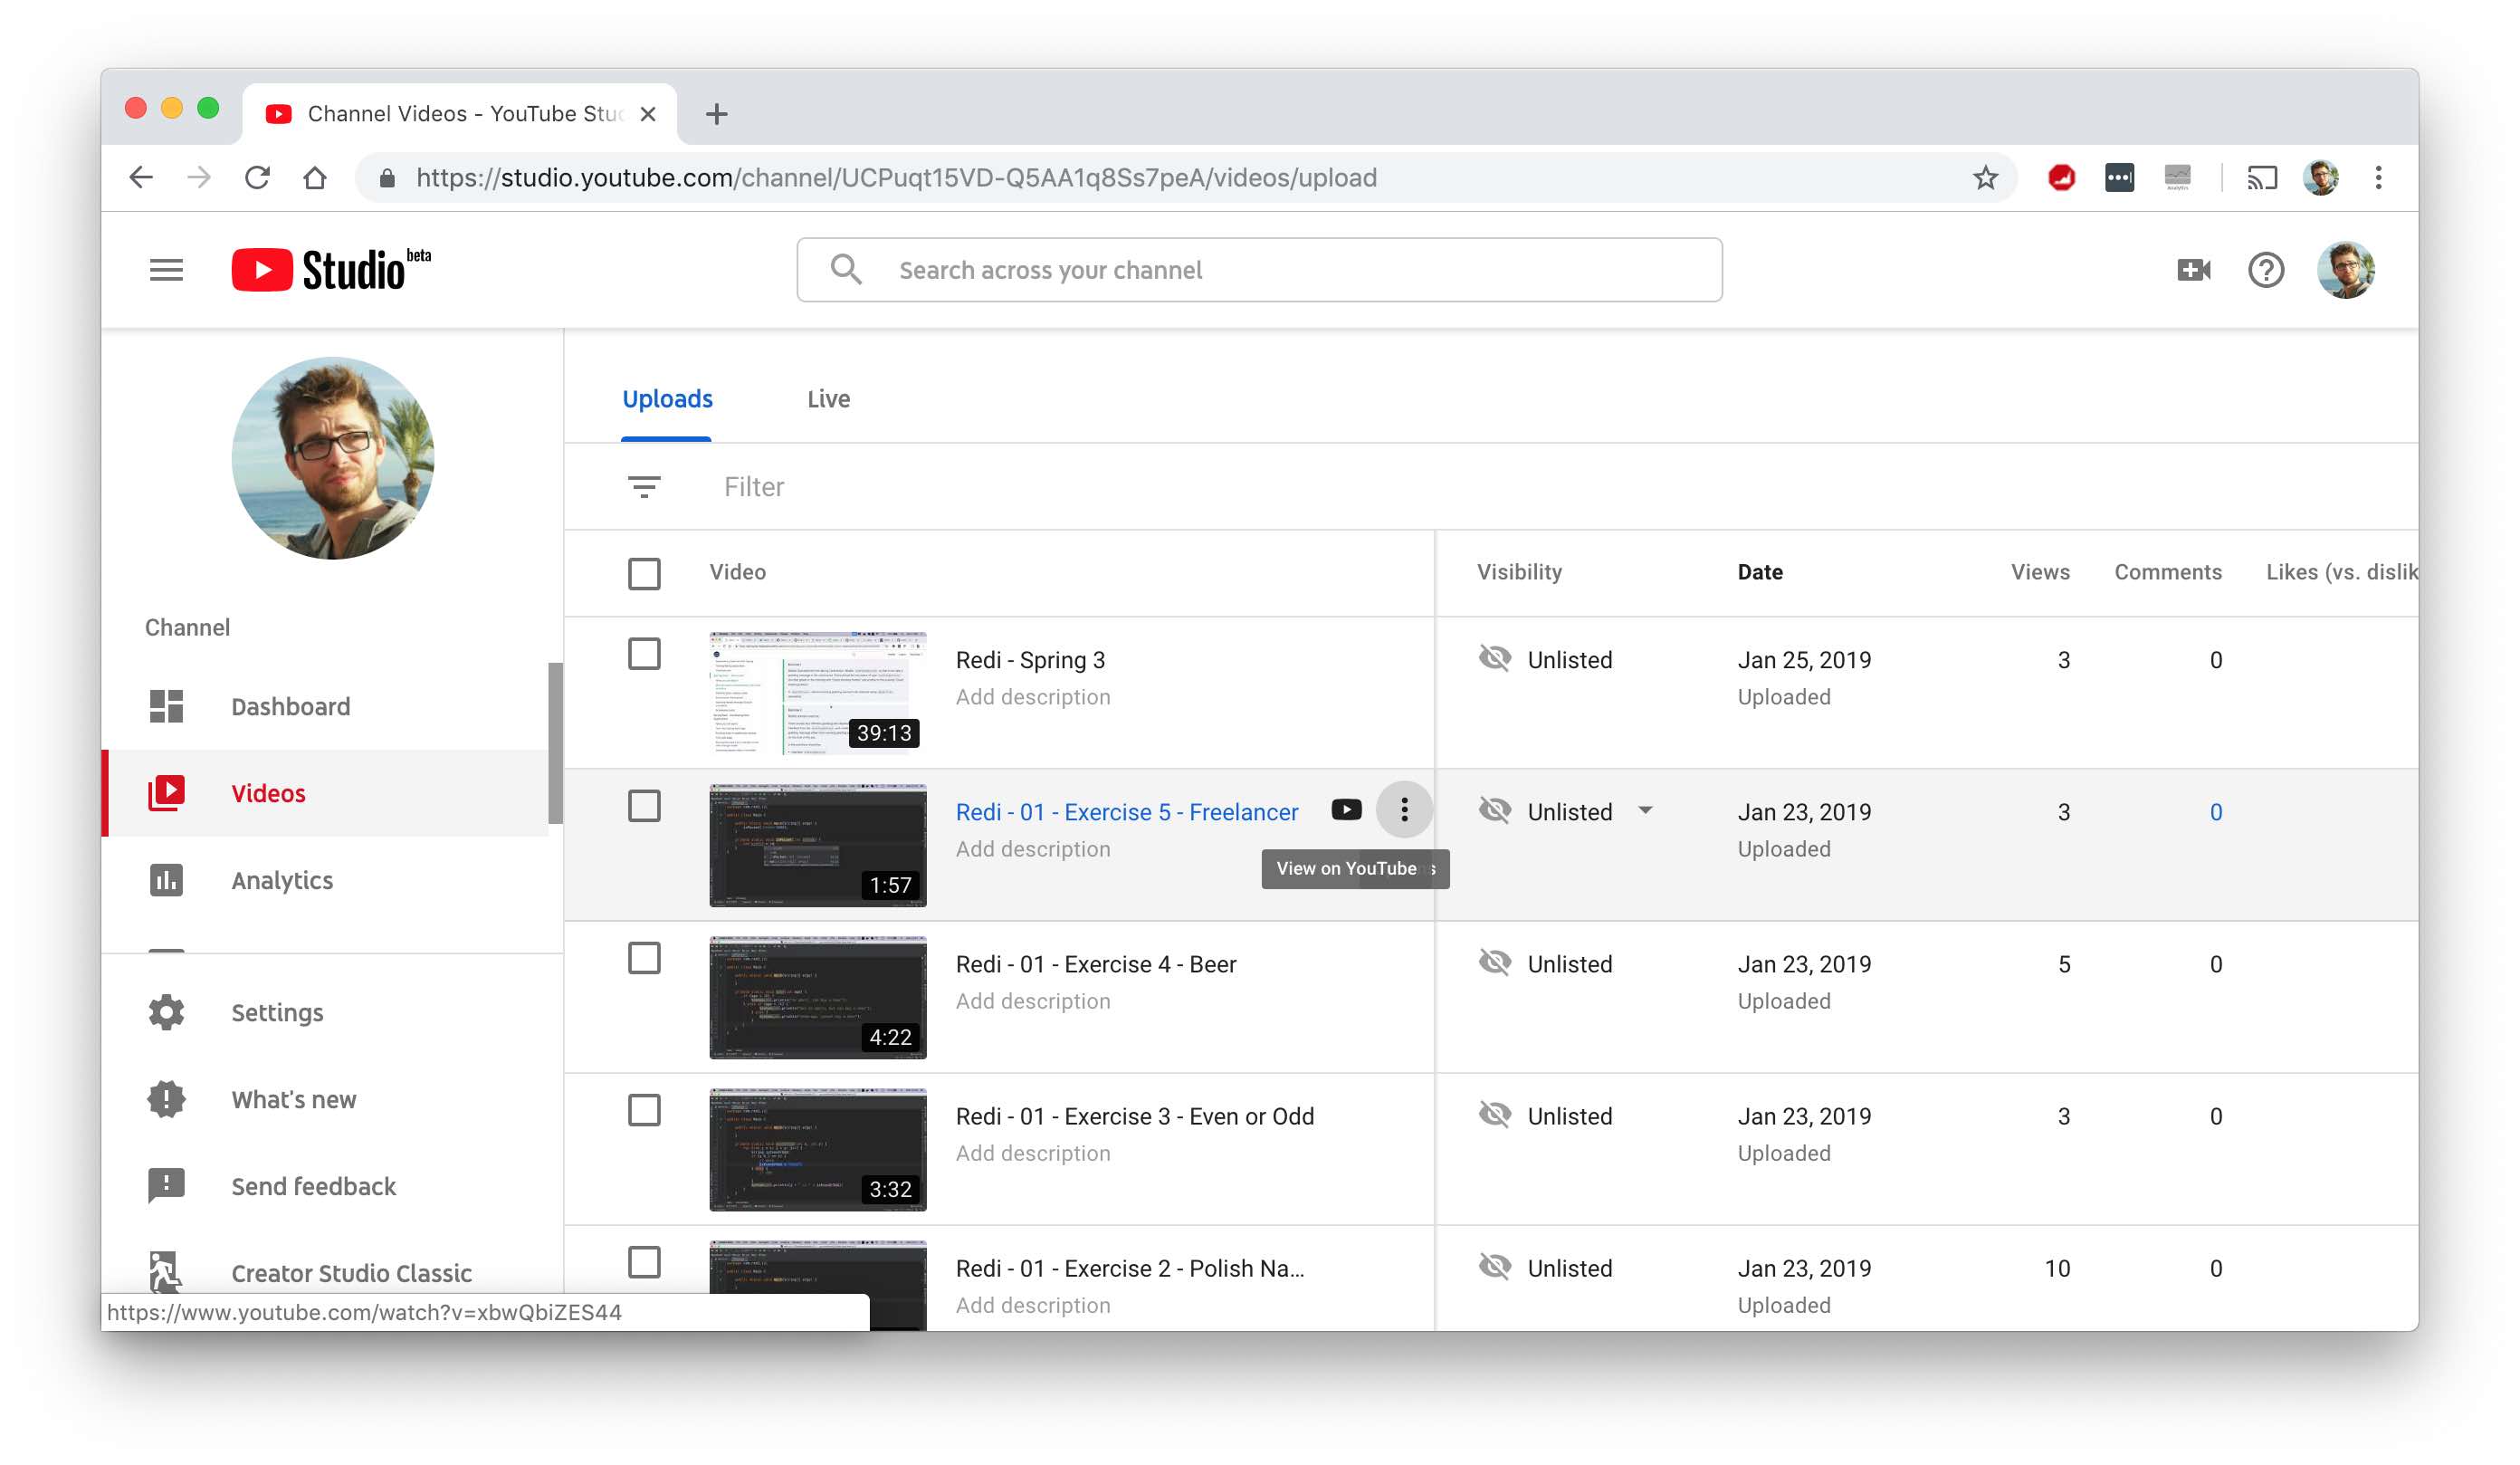 Channel Videos - YouTube Stu
https://studio.youtube.com/channel/UCPuqt15VD-Q5AA1q8Ss7peA/videos/upload
Studio beta
Search across your channel
Uploads
Live
Filter
Video
Visibility
Date
Views
Comments
Likes (vs. dislik
Channel
Dashboard
Videos
Analytics
Settings
What's new
Send feedback
Creator Studio Classic
39:13
Redi - Spring 3
Add description
Unlisted
Jan 25, 2019
Uploaded
3
0
1:57
Redi - 01 - Exercise 5 - Freelancer
Add description
View on YouTube
Unlisted
Jan 23, 2019
Uploaded
3
0
4:22
Redi - 01 - Exercise 4 - Beer
Add description
Unlisted
Jan 23, 2019
Uploaded
5
0
3:32
Redi - 01 - Exercise 3 - Even or Odd
Add description
Unlisted
Jan 23, 2019
Uploaded
3
0
Redi - 01 - Exercise 2 - Polish Na...
Add description
Unlisted
Jan 23, 2019
Uploaded
10
0
https://www.youtube.com/watch?v=xbwQbiZES44